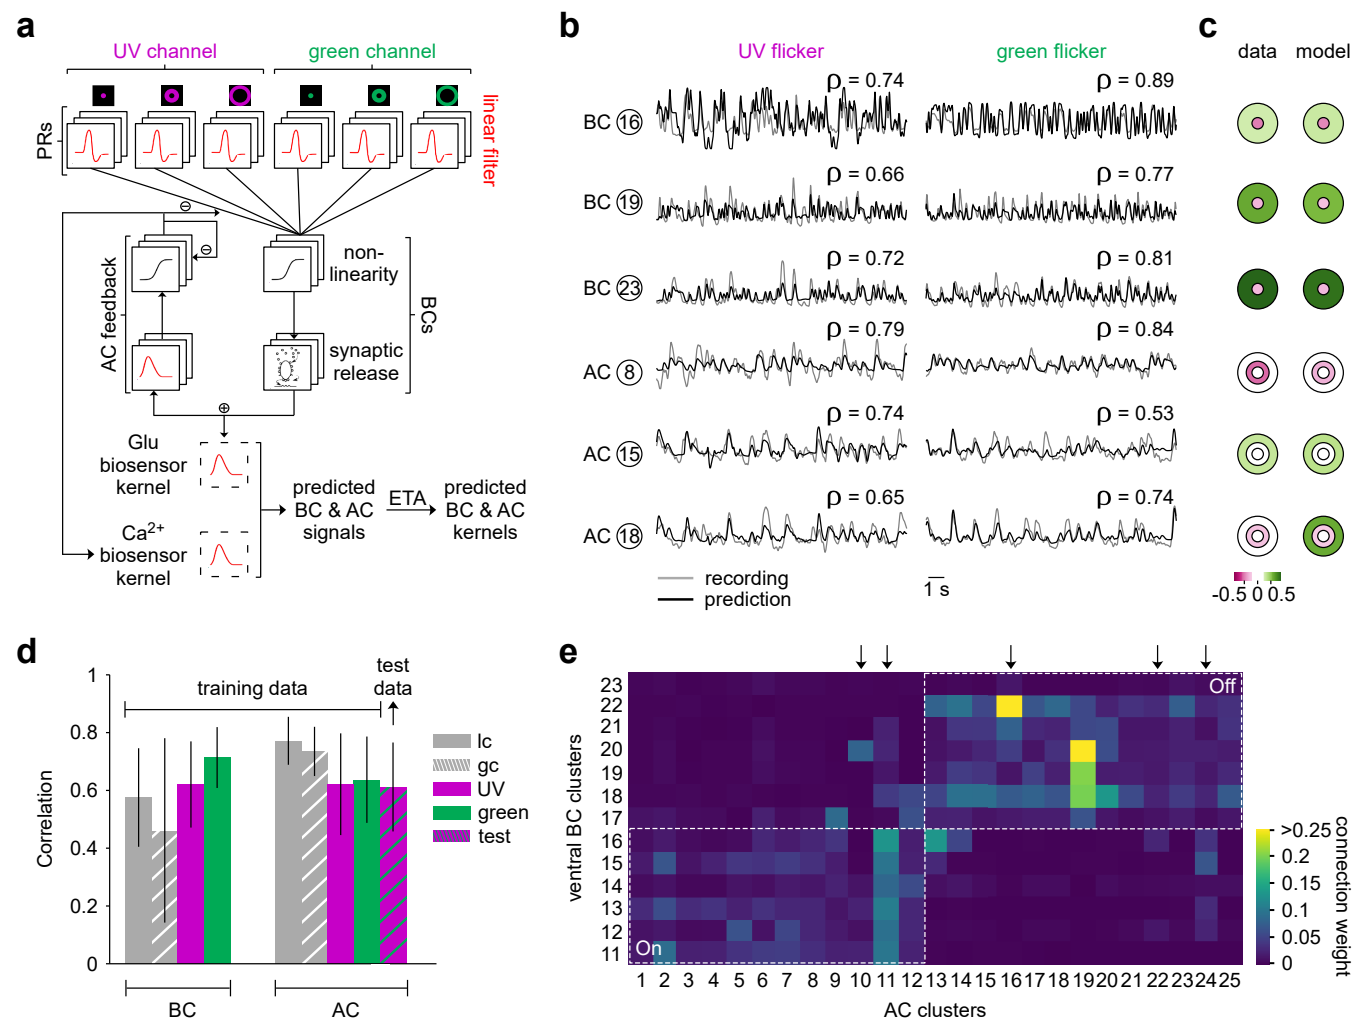 a
UV channel
green channel
PRs
linear filter
⊖
⊖
AC feedback
non-
linearity
synaptic
release
BCs
⊕
Glu
biosensor
kernel
Ca2+
biosensor
kernel
predicted
BC & AC
signals
ETA
predicted
BC & AC
kernels
b
UV flicker
green flicker
BC 16
ρ = 0.74
ρ = 0.89
BC 19
ρ = 0.66
ρ = 0.77
BC 23
ρ = 0.72
ρ = 0.81
AC 8
ρ = 0.79
ρ = 0.84
AC 15
ρ = 0.74
ρ = 0.53
AC 18
ρ = 0.65
ρ = 0.74
recording
prediction
1 s
c
data
model
-0.5 0 0.5
d
Correlation
1
0.8
0.6
0.4
0.2
0
training data
test
data
lc
gc
UV
green
test
BC
AC
e
ventral BC clusters
23
22
21
20
19
18
17
16
15
14
13
12
11
Off
On
1 2 3 4 5 6 7 8 9 10 11 12 13 14 15 16 17 18 19 20 21 22 23 24 25
AC clusters
>0.25
0.2
0.15
0.1
0.05
0
connection weight